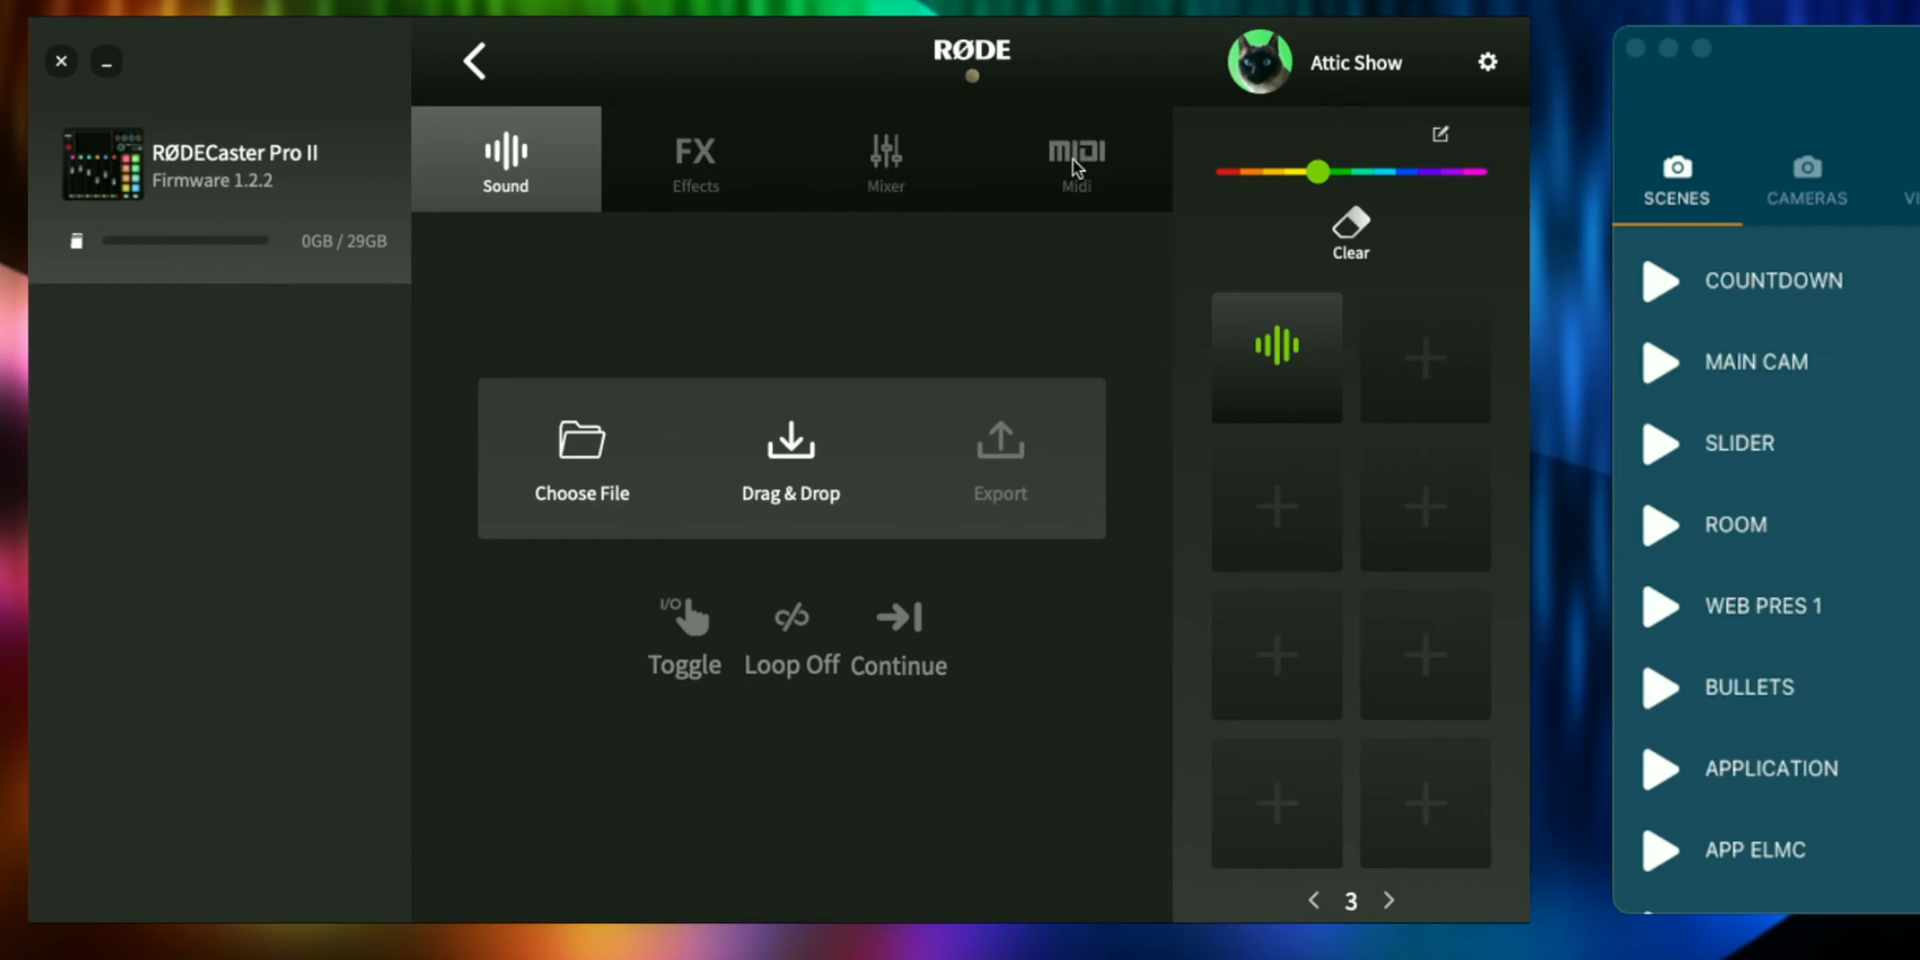 RØDE
Attic Show
RØDECaster Pro II
Firmware 1.2.2
0GB / 29GB
Sound
FX
Effects
Mixer
MIDI
Midi
Clear
Choose File
Drag & Drop
Export
I/O
Toggle
Loop Off
Continue
3
SCENES
CAMERAS
VI
COUNTDOWN
MAIN CAM
SLIDER
ROOM
WEB PRES 1
BULLETS
APPLICATION
APP ELMC